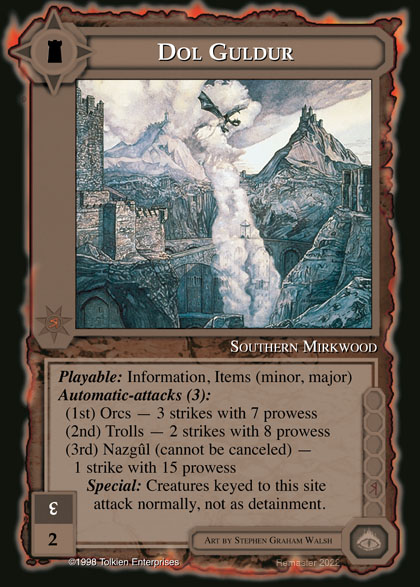 DOL GULDUR
SOUTHERN MIRKWOOD
Playable: Information, Items (minor, major)
Automatic-attacks (3):
(1st) Orcs — 3 strikes with 7 prowess
(2nd) Trolls — 2 strikes with 8 prowess
(3rd) Nazgûl (cannot be canceled) —
1 strike with 15 prowess
Special: Creatures keyed to this site
attack normally, not as detainment.
ε
2
ART BY STEPHEN GRAHAM WALSH
©1998 Tolkien Enterprises
Remaster 2022